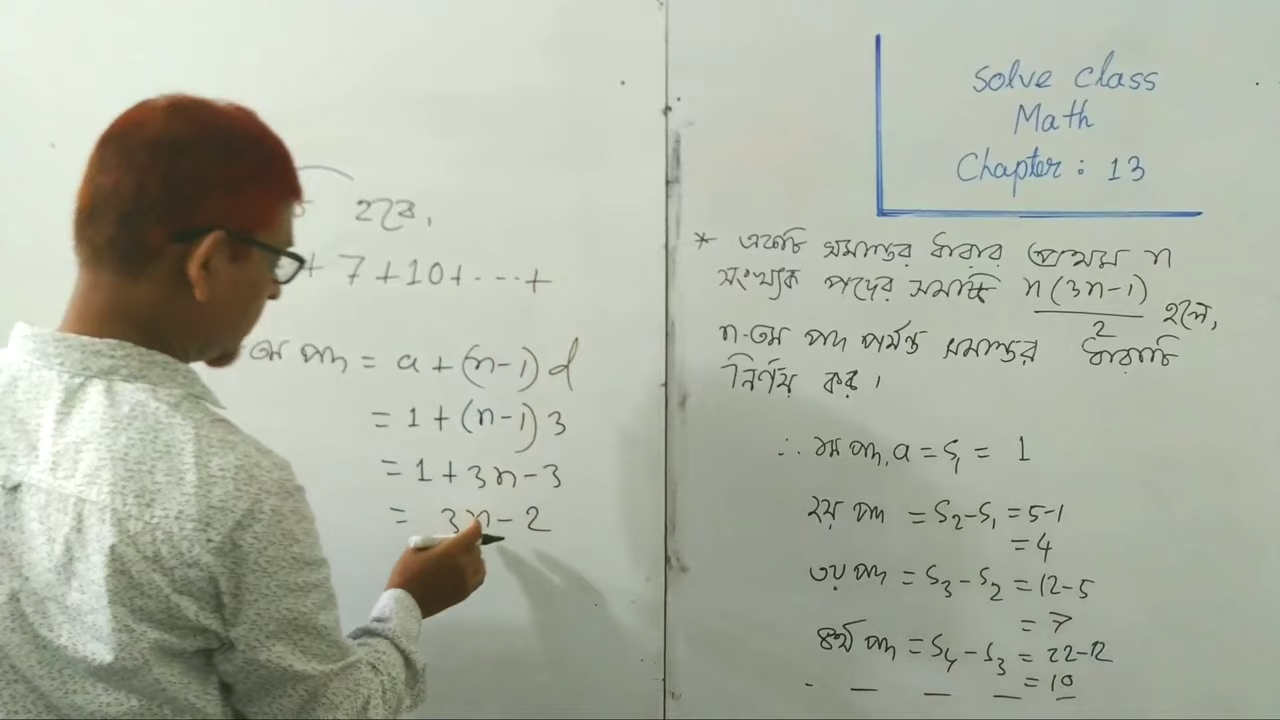 হবে,
+ 7 + 10 + ... +
তম পদ = a + (n-1) d
= 1 + (n-1) 3
= 1 + 3n - 3
= 3n - 2
Solve Class
Math
Chapter : 13
* একটি সমান্তর ধারার প্রথম n
সংখ্যক পদের সমষ্টি n(3n-1)/2 হলে,
n-তম পদ পর্যন্ত সমান্তর ধারাটি
নির্ণয় কর।
∴ ১ম পদ, a = S₁ = 1
২য় পদ = S₂ - S₁ = 5-1
= 4
৩য় পদ = S₃ - S₂ = 12-5
= 7
৪র্থ পদ = S₄ - S₃ = 22-12
= 10